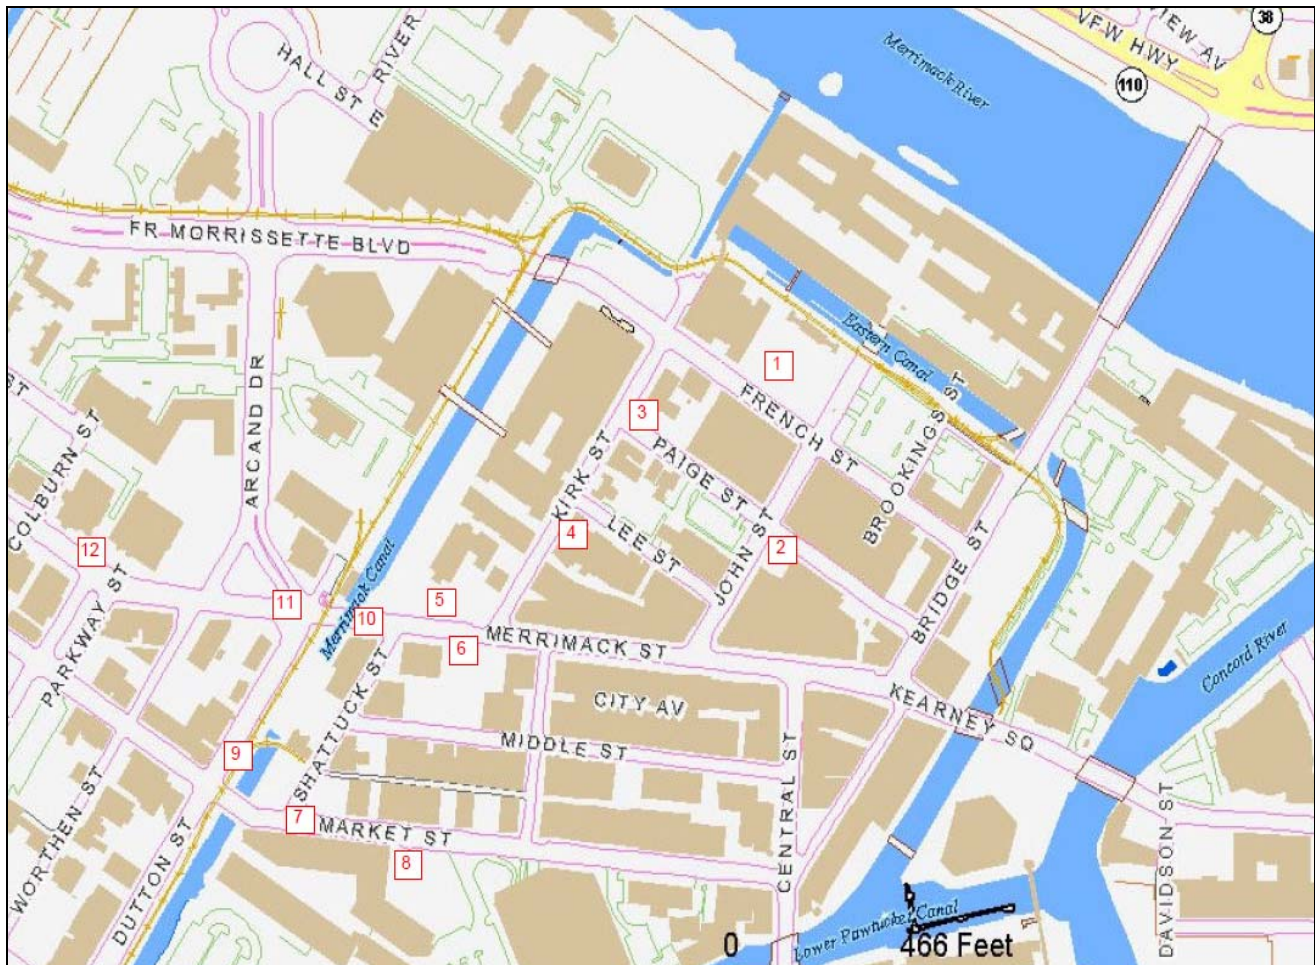 38
VIEW AV
VFW HWY
110
RIVER
HALL ST E
Merrimack River
FR MORRISSETTE BLVD
Eastern Canal
1
FRENCH ST
BROOKINGS ST
3
PAIGE ST
ARCAND DR
ST
COLBURN ST
KIRK ST
4
LEE ST
JOHN ST
2
BRIDGE ST
12
PARKWAY ST
Merrimack Canal
11
10
5
6
MERRIMACK ST
KEARNEY SQ
Concord River
CITY AV
SHATTUCK ST
MIDDLE ST
9
7
MARKET ST
8
CENTRAL ST
WORTHEN ST
DUTTON ST
DAVIDSON ST
Lower Pawtucket Canal
0
466 Feet